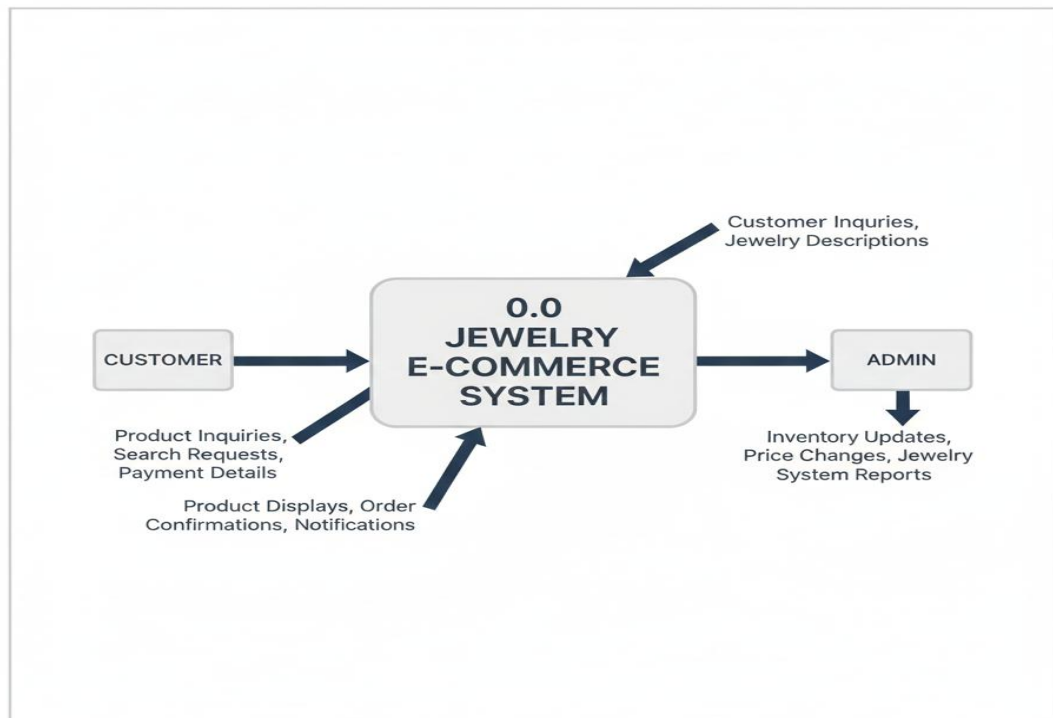 Customer Inquries,
Jewelry Descriptions
0.0
JEWELRY
E-COMMERCE
SYSTEM
CUSTOMER
ADMIN
Product Inquiries,
Search Requests,
Payment Details
Inventory Updates,
Price Changes, Jewelry
System Reports
Product Displays, Order
Confirmations, Notifications